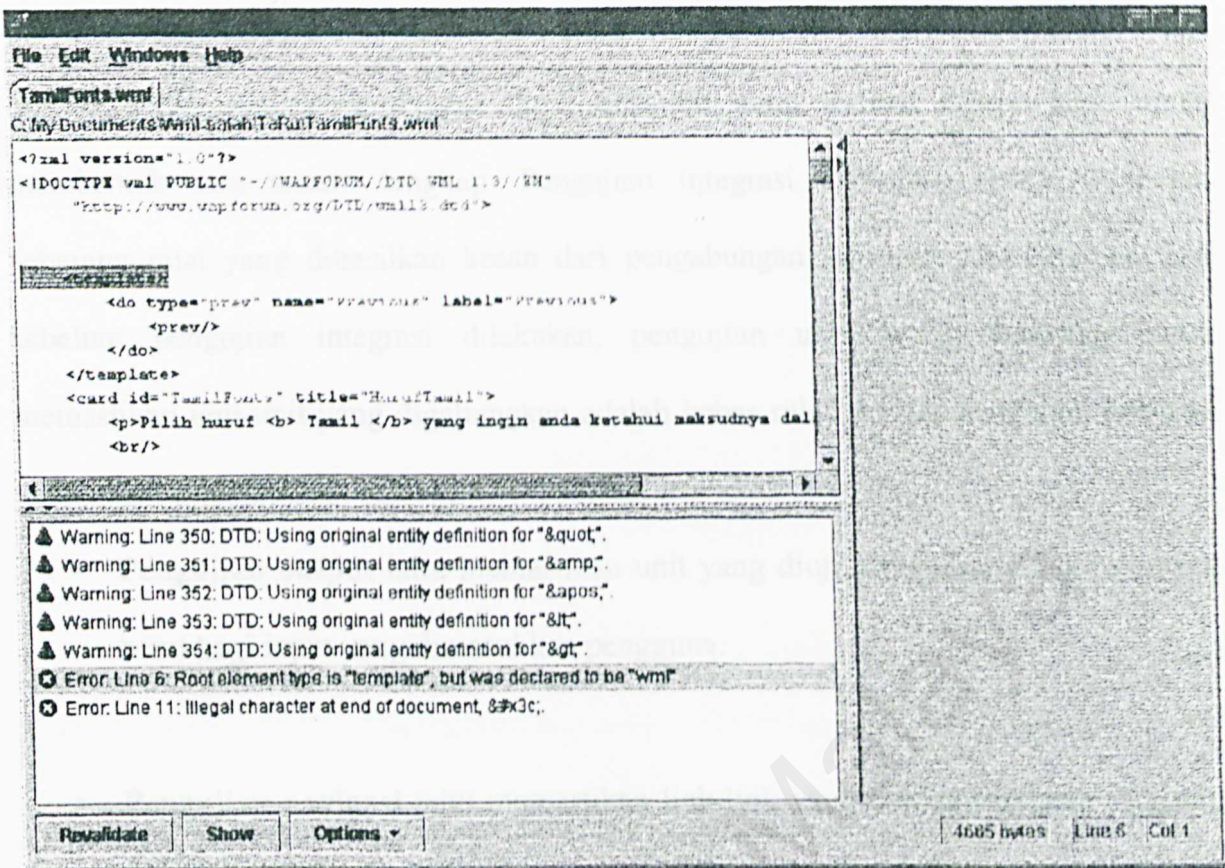 File Edit Windows Help
TamilFonts.wml
C:\My Documents\Wml-salah\TaRu\TamilFonts.wml
<?xml version="1.0"?>
<!DOCTYPE wml PUBLIC "-//WAPFORUM//DTD WML 1.3//EN"
"http://www.wapforum.org/DTD/wml13.dtd">
<template>
<do type="prev" name="Previous" label="Previous">
<prev/>
</do>
</template>
<card id="TamilFonts" title="HurufTamil">
<p>Pilih huruf <b> Tamil </b> yang ingin anda ketahui maksudnya dal
<br/>
Warning: Line 350: DTD: Using original entity definition for "&quot;".
Warning: Line 351: DTD: Using original entity definition for "&amp;".
Warning: Line 352: DTD: Using original entity definition for "&apos;".
Warning: Line 353: DTD: Using original entity definition for "&lt;".
Warning: Line 354: DTD: Using original entity definition for "&gt;".
Error: Line 6: Root element type is "template", but was declared to be "wml".
Error: Line 11: Illegal character at end of document, &#x3c;.
Revalidate Show Options
4665 bytes Line 6 Col 1